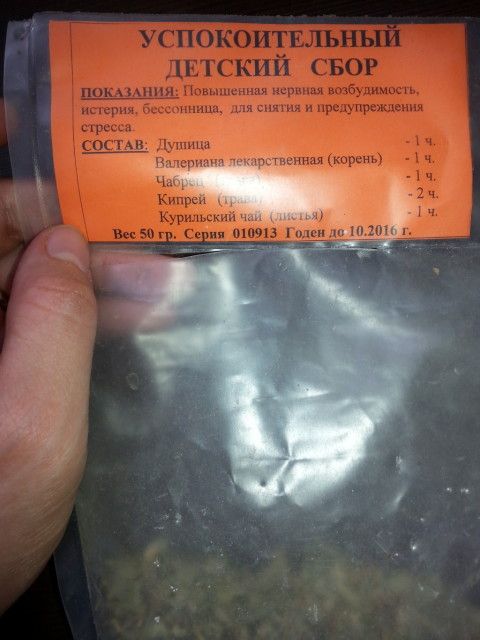 УСПОКОИТЕЛЬНЫЙ
ДЕТСКИЙ СБОР
ПОКАЗАНИЯ: Повышенная нервная возбудимость,
истерия, бессонница, для снятия и предупреждения
стресса.
СОСТАВ: Душица - 1 ч.
Валериана лекарственная (корень) - 1 ч.
Чабрец - 1 ч.
Кипрей (трава) - 2 ч.
Курильский чай (листья) - 1 ч.
Вес 50 гр. Серия 010913 Годен до 10.2016 г.